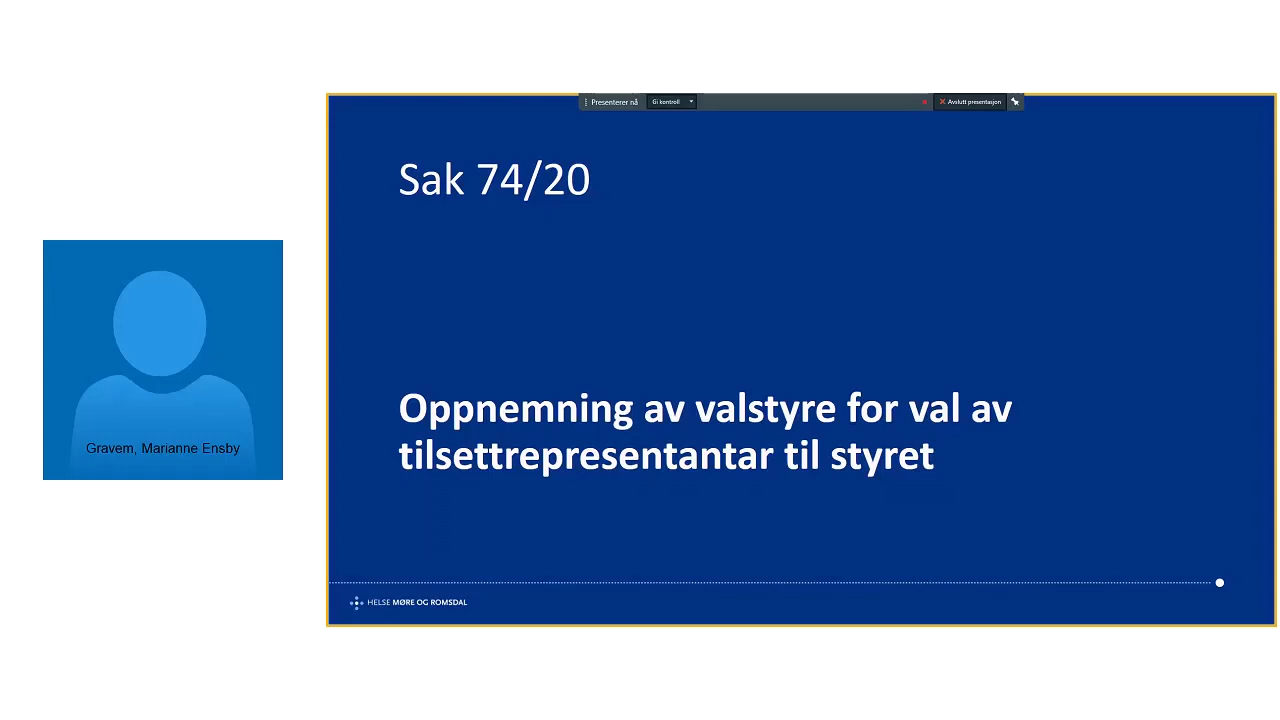 Presenterer nå
Gi kontroll
Avslutt presentasjon
Sak 74/20
Gravem, Marianne Ensby
Oppnemning av valstyre for val av
tilsettrepresentantar til styret
HELSE MØRE OG ROMSDAL